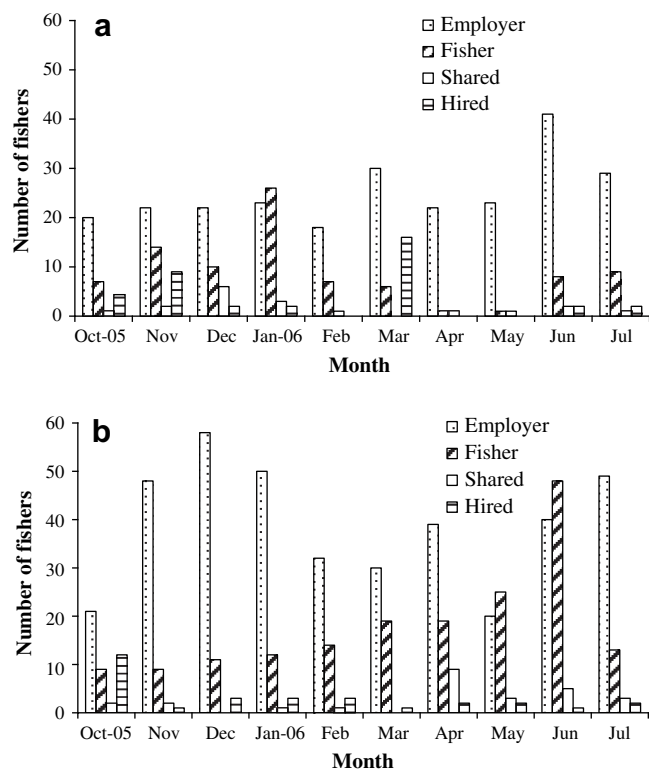 a
Number of fishers
60
50
40
30
20
10
0
Employer
Fisher
Shared
Hired
Oct-05 Nov Dec Jan-06 Feb Mar Apr May Jun Jul
Month
b
Number of fishers
60
50
40
30
20
10
0
Employer
Fisher
Shared
Hired
Oct-05 Nov Dec Jan-06 Feb Mar Apr May Jun Jul
Month